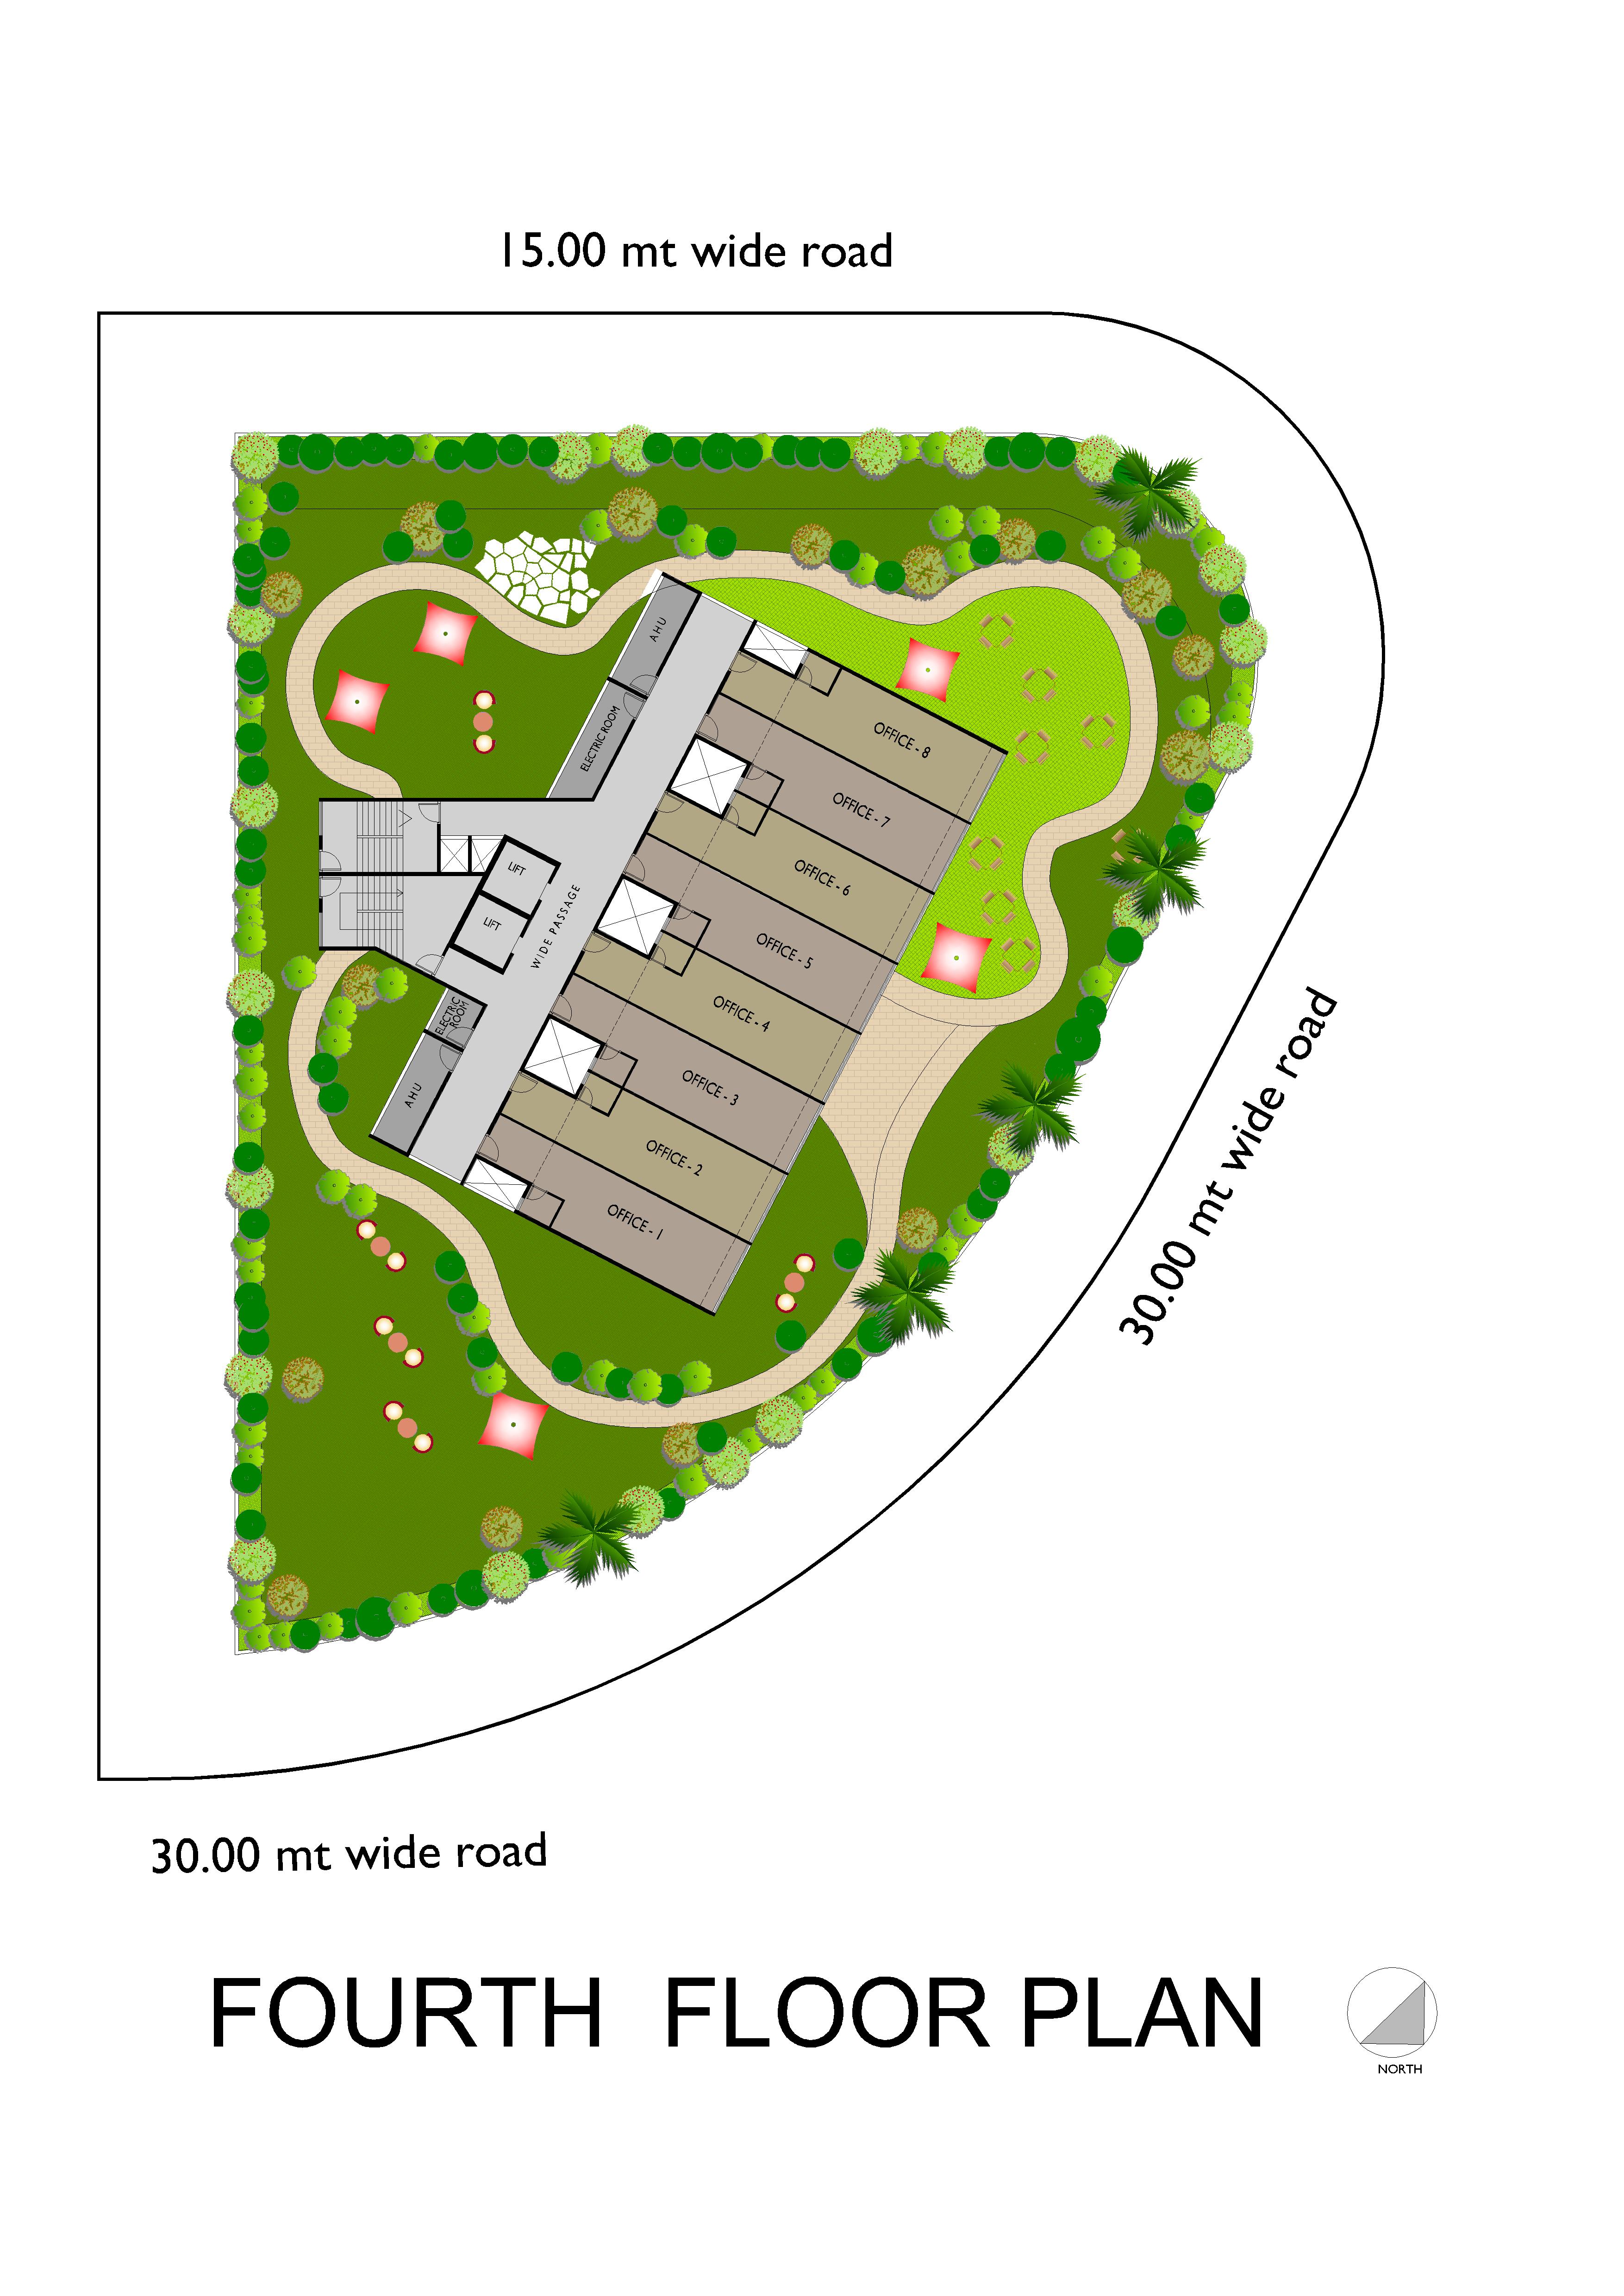 15.00 mt wide road
AHU
ELECTRIC ROOM
OFFICE - 8
OFFICE - 7
OFFICE - 6
LIFT
LIFT
WIDE PASSAGE
OFFICE - 5
OFFICE - 4
ELECTRIC
ROOM
OFFICE - 3
AHU
OFFICE - 2
OFFICE - 1
30.00 mt wide road
30.00 mt wide road
FOURTH FLOOR PLAN
NORTH